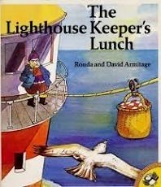 The
Lighthouse Keeper's
Lunch
Ronda and David Armitage